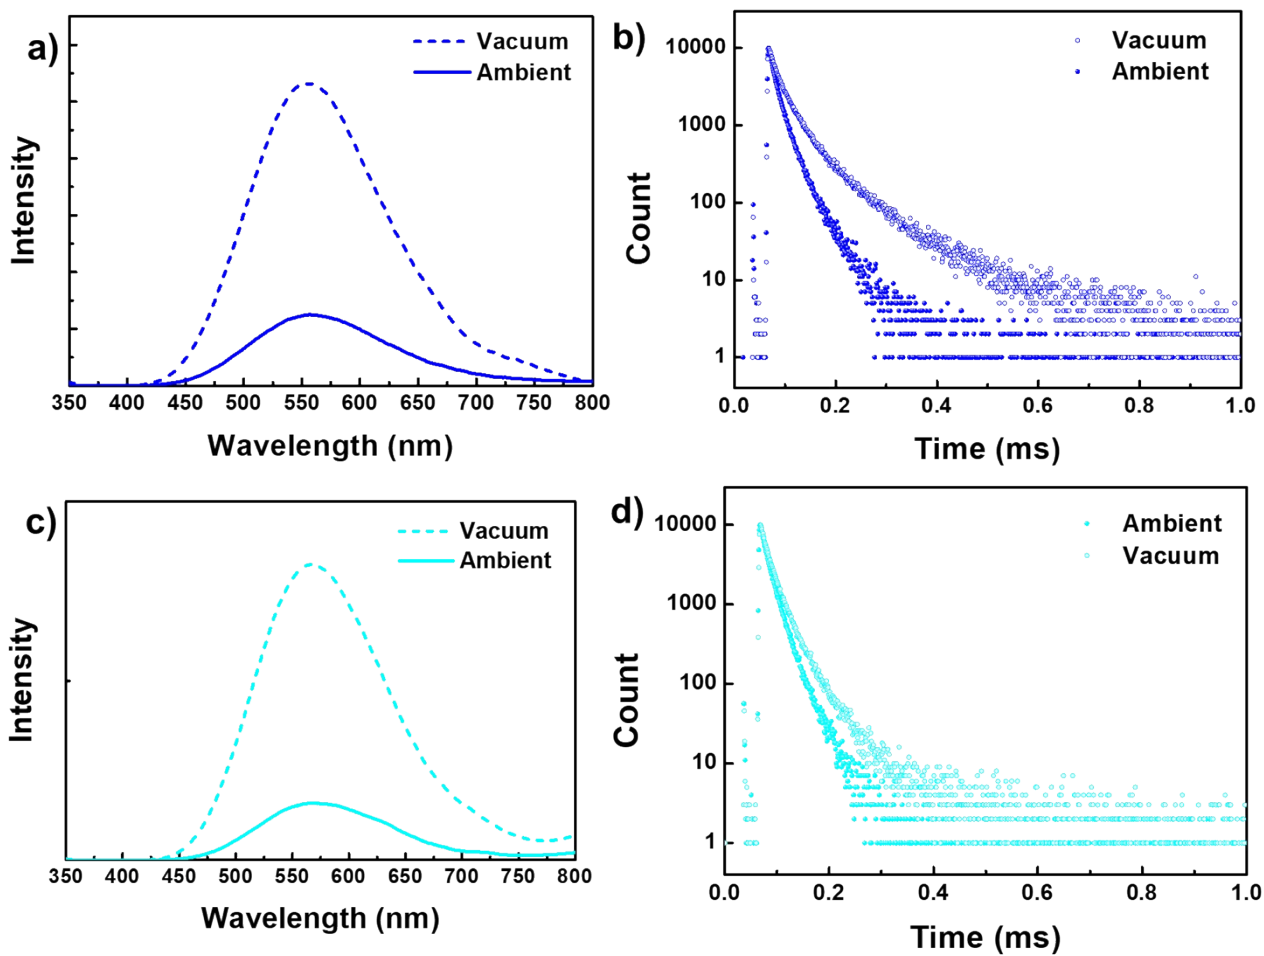 a)
Vacuum
Ambient
Intensity
350 400 450 500 550 600 650 700 750 800
Wavelength (nm)
b)
Vacuum
Ambient
Count
10000
1000
100
10
1
0.0 0.2 0.4 0.6 0.8 1.0
Time (ms)
c)
Vacuum
Ambient
Intensity
350 400 450 500 550 600 650 700 750 800
Wavelength (nm)
d)
Ambient
Vacuum
Count
10000
1000
100
10
1
0.0 0.2 0.4 0.6 0.8 1.0
Time (ms)